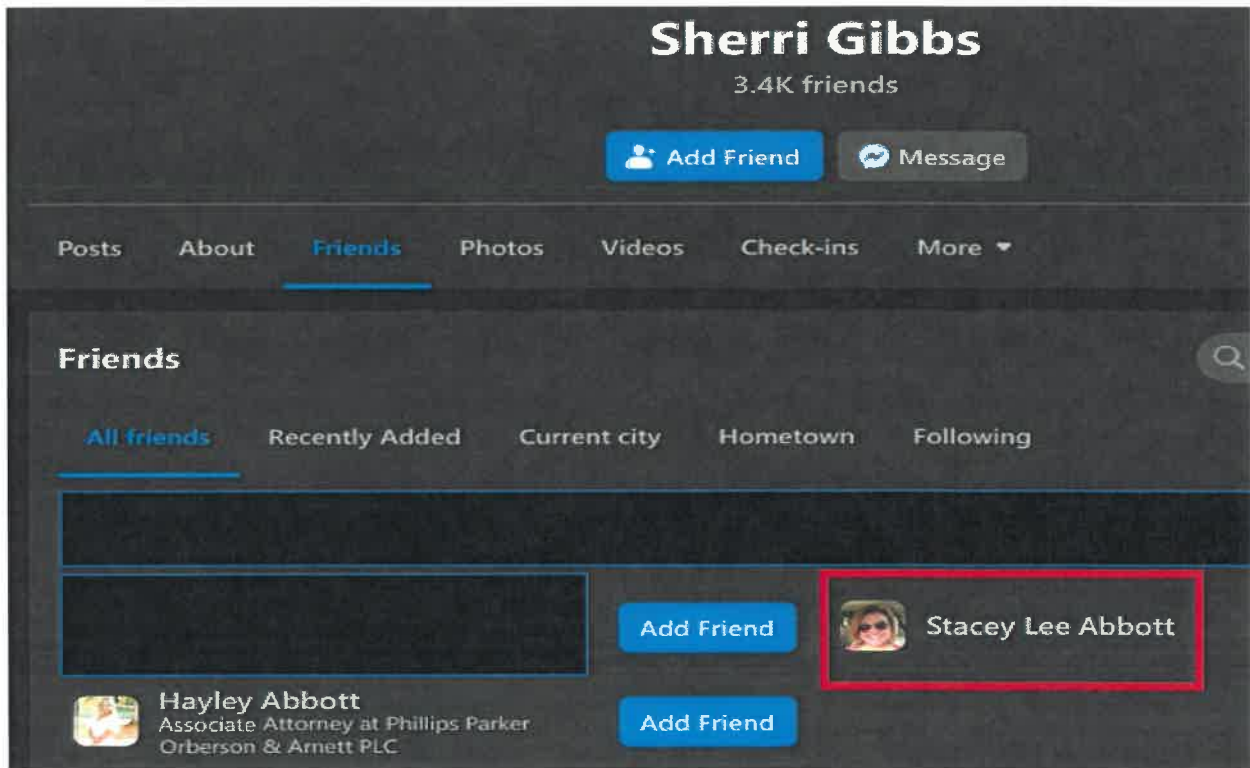 Sherri Gibbs
3.4K friends
Add Friend
Message
Posts About Friends Photos Videos Check-ins More
Friends
All friends Recently Added Current city Hometown Following
Add Friend
Stacey Lee Abbott
Hayley Abbott
Associate Attorney at Phillips Parker
Orberson & Arnett PLC
Add Friend